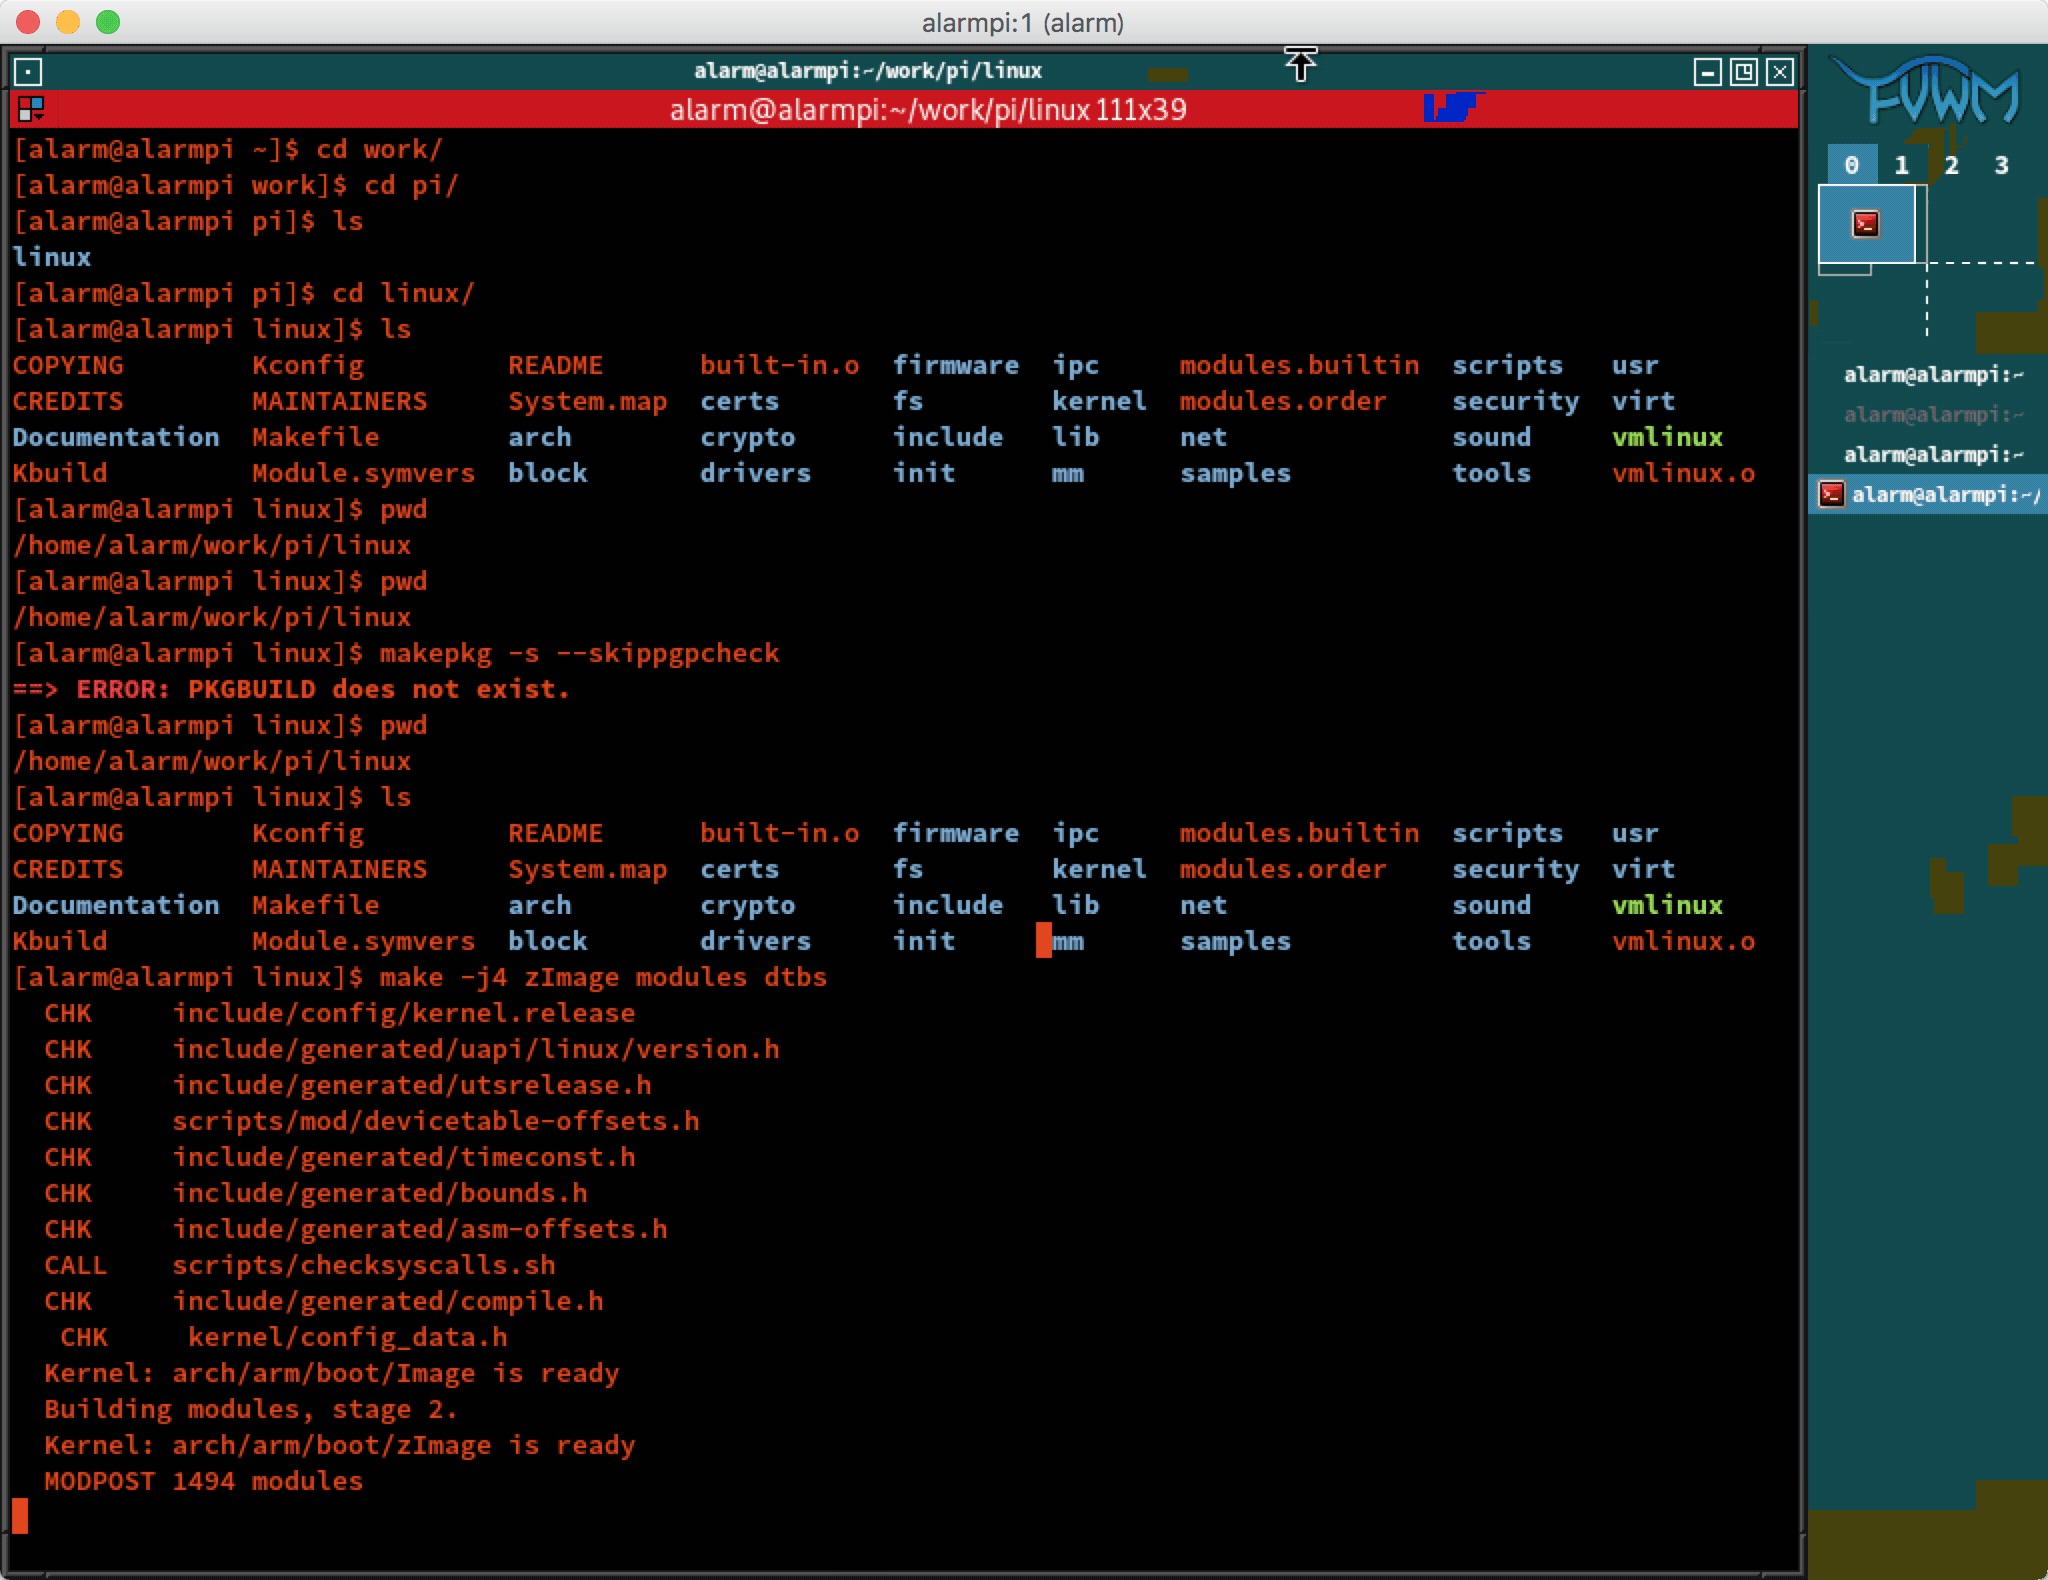 alarmpi:1 (alarm)
alarm@alarmpi:~/work/pi/linux
alarm@alarmpi:~/work/pi/linux 111x39
[alarm@alarmpi ~]$ cd work/
[alarm@alarmpi work]$ cd pi/
[alarm@alarmpi pi]$ ls
linux
[alarm@alarmpi pi]$ cd linux/
[alarm@alarmpi linux]$ ls
COPYING Kconfig README built-in.o firmware ipc modules.builtin scripts usr
CREDITS MAINTAINERS System.map certs fs kernel modules.order security virt
Documentation Makefile arch crypto include lib net sound vmlinux
Kbuild Module.symvers block drivers init mm samples tools vmlinux.o
[alarm@alarmpi linux]$ pwd
/home/alarm/work/pi/linux
[alarm@alarmpi linux]$ pwd
/home/alarm/work/pi/linux
[alarm@alarmpi linux]$ makepkg -s --skippgpcheck
==> ERROR: PKGBUILD does not exist.
[alarm@alarmpi linux]$ pwd
/home/alarm/work/pi/linux
[alarm@alarmpi linux]$ ls
COPYING Kconfig README built-in.o firmware ipc modules.builtin scripts usr
CREDITS MAINTAINERS System.map certs fs kernel modules.order security virt
Documentation Makefile arch crypto include lib net sound vmlinux
Kbuild Module.symvers block drivers init mm samples tools vmlinux.o
[alarm@alarmpi linux]$ make -j4 zImage modules dtbs
CHK include/config/kernel.release
CHK include/generated/uapi/linux/version.h
CHK include/generated/utsrelease.h
CHK scripts/mod/devicetable-offsets.h
CHK include/generated/timeconst.h
CHK include/generated/bounds.h
CHK include/generated/asm-offsets.h
CALL scripts/checksyscalls.sh
CHK include/generated/compile.h
CHK kernel/config_data.h
Kernel: arch/arm/boot/Image is ready
Building modules, stage 2.
Kernel: arch/arm/boot/zImage is ready
MODPOST 1494 modules
FVWM
0 1 2 3
alarm@alarmpi:~
alarm@alarmpi:~
alarm@alarmpi:~
alarm@alarmpi:~/